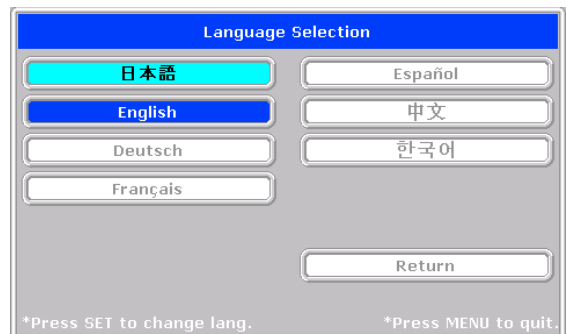 Language Selection
日本語
English
Deutsch
Français
Español
中文
한국어
Return
*Press SET to change lang.
*Press MENU to quit.